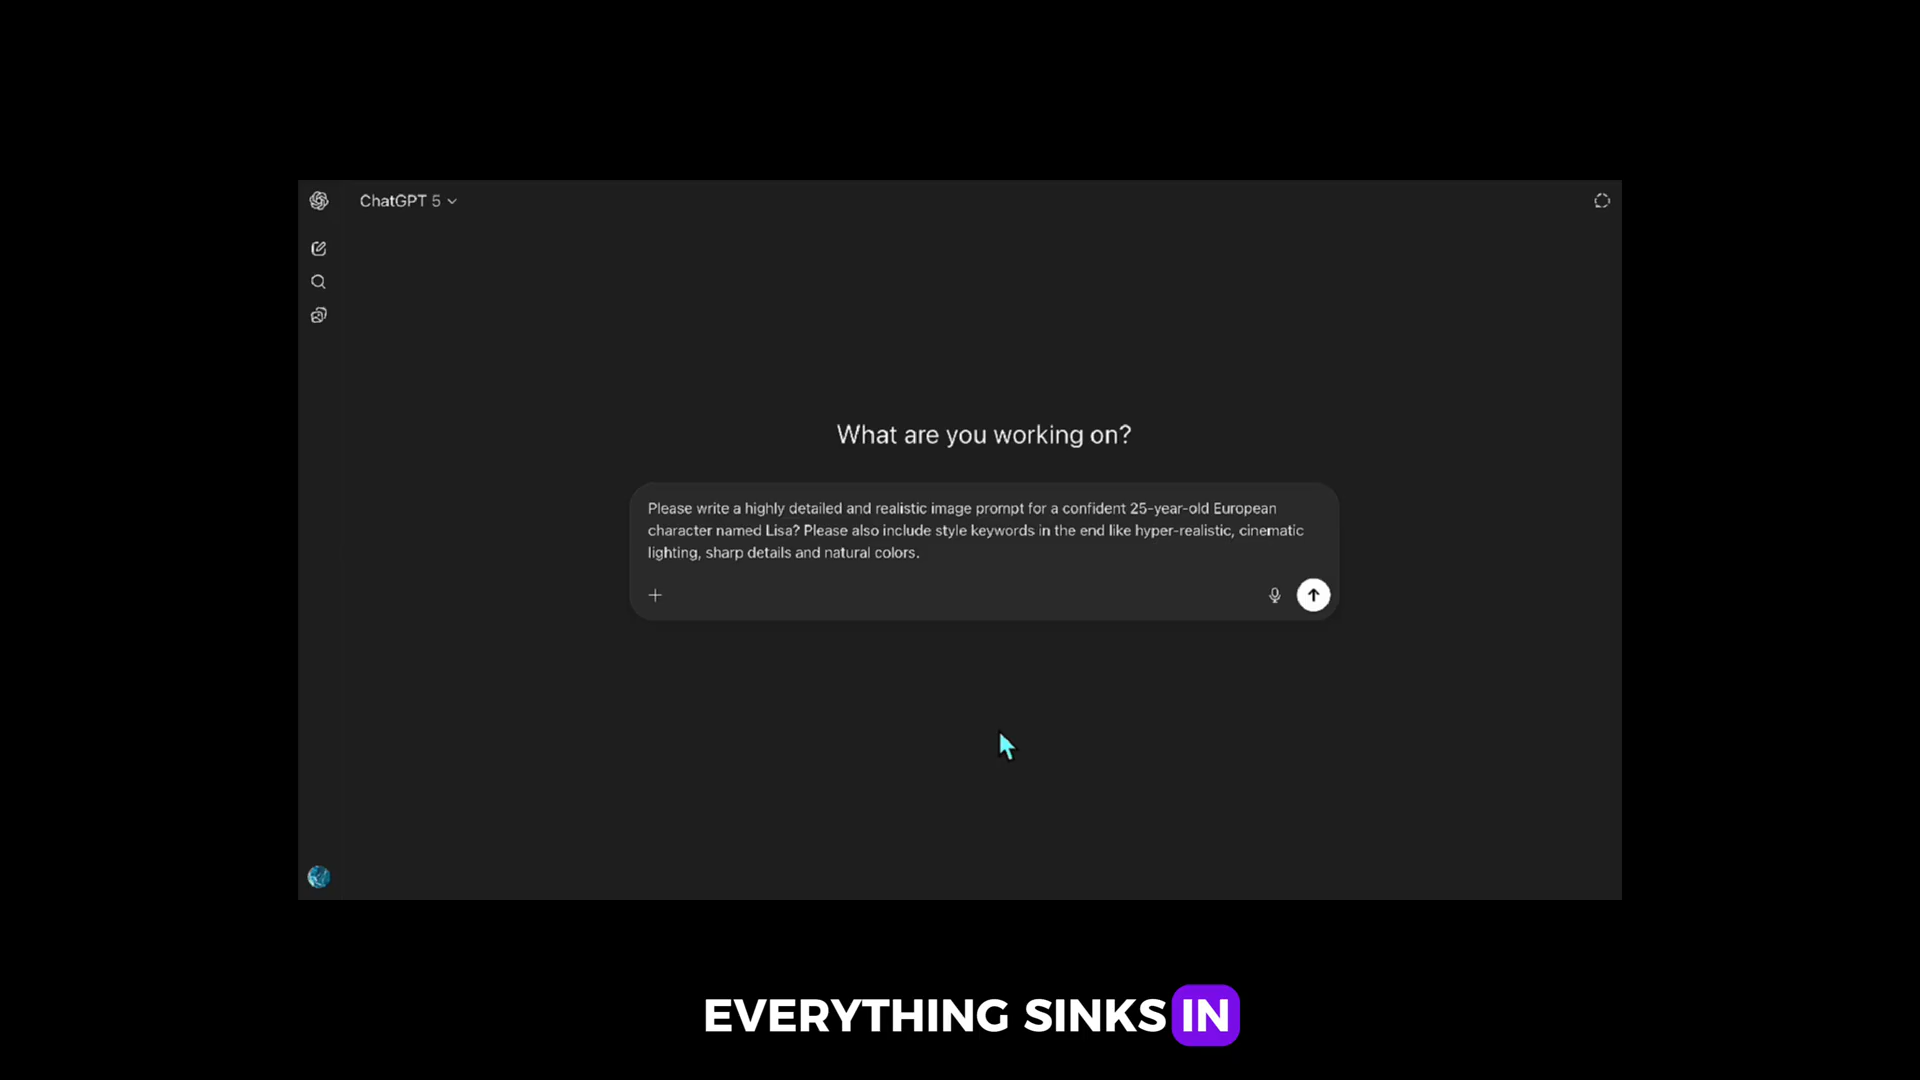 ChatGPT 5
What are you working on?
Please write a highly detailed and realistic image prompt for a confident 25-year-old European
character named Lisa? Please also include style keywords in the end like hyper-realistic, cinematic
lighting, sharp details and natural colors.
EVERYTHING SINKS IN